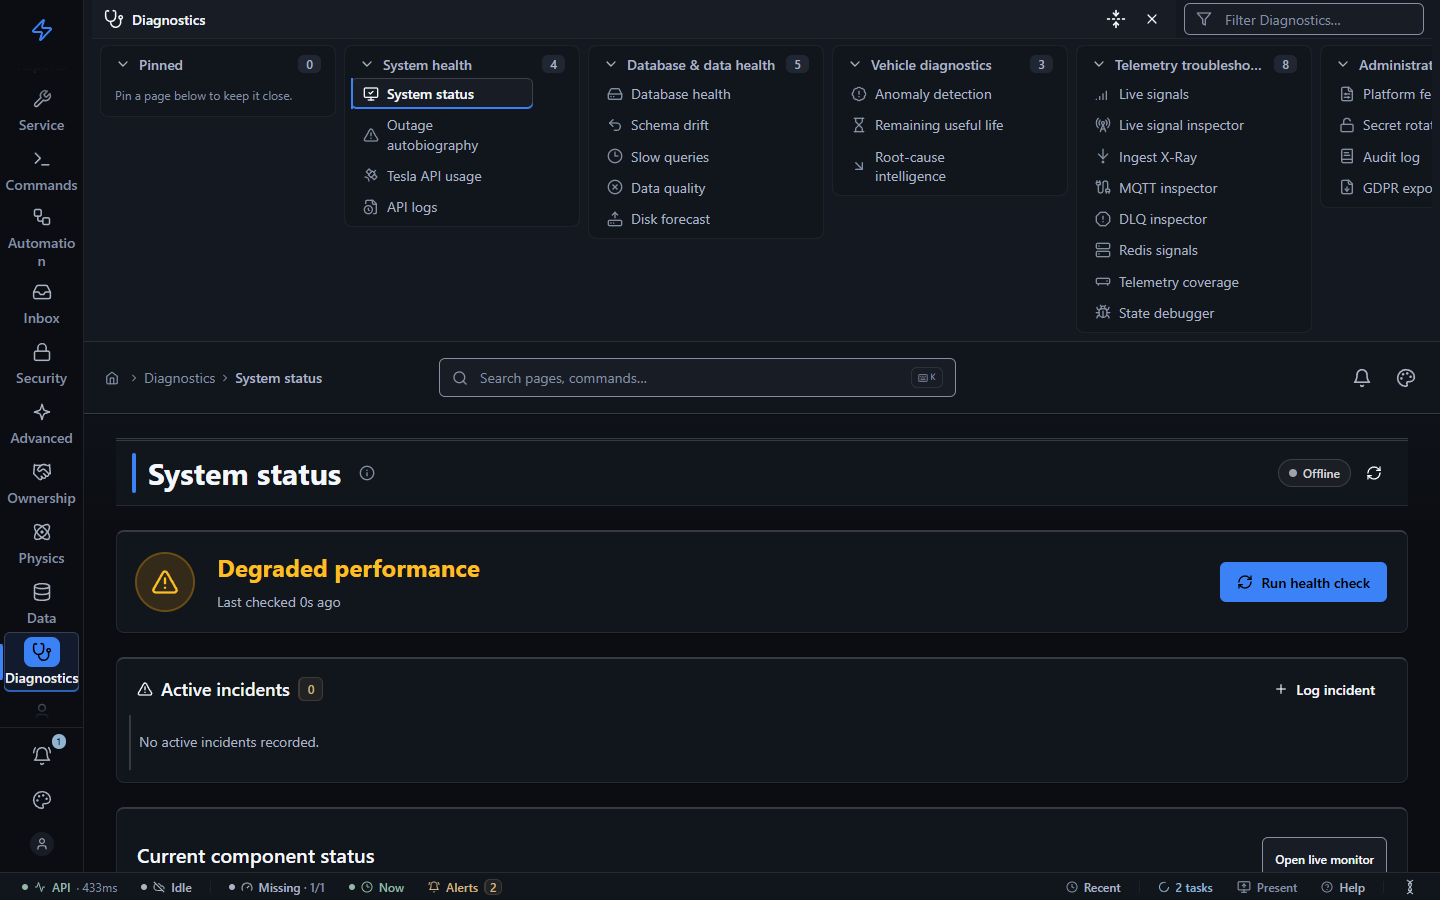 Diagnostics
Filter Diagnostics...
Pinned 0
Pin a page below to keep it close.
System health 4
System status
Outage
autobiography
Tesla API usage
API logs
Database & data health 5
Database health
Schema drift
Slow queries
Data quality
Disk forecast
Vehicle diagnostics 3
Anomaly detection
Remaining useful life
Root-cause
intelligence
Telemetry troublesho... 8
Live signals
Live signal inspector
Ingest X-Ray
MQTT inspector
DLQ inspector
Redis signals
Telemetry coverage
State debugger
Administrat
Platform fe
Secret rotat
Audit log
GDPR expo
Service
Commands
Automatio
n
Inbox
Security
Advanced
Ownership
Physics
Data
Diagnostics
1
Diagnostics System status
Search pages, commands... K
System status
Offline
Degraded performance
Last checked 0s ago
Run health check
Active incidents 0
Log incident
No active incidents recorded.
Current component status
Open live monitor
API · 433ms Idle Missing · 1/1 Now Alerts 2 Recent 2 tasks Present Help